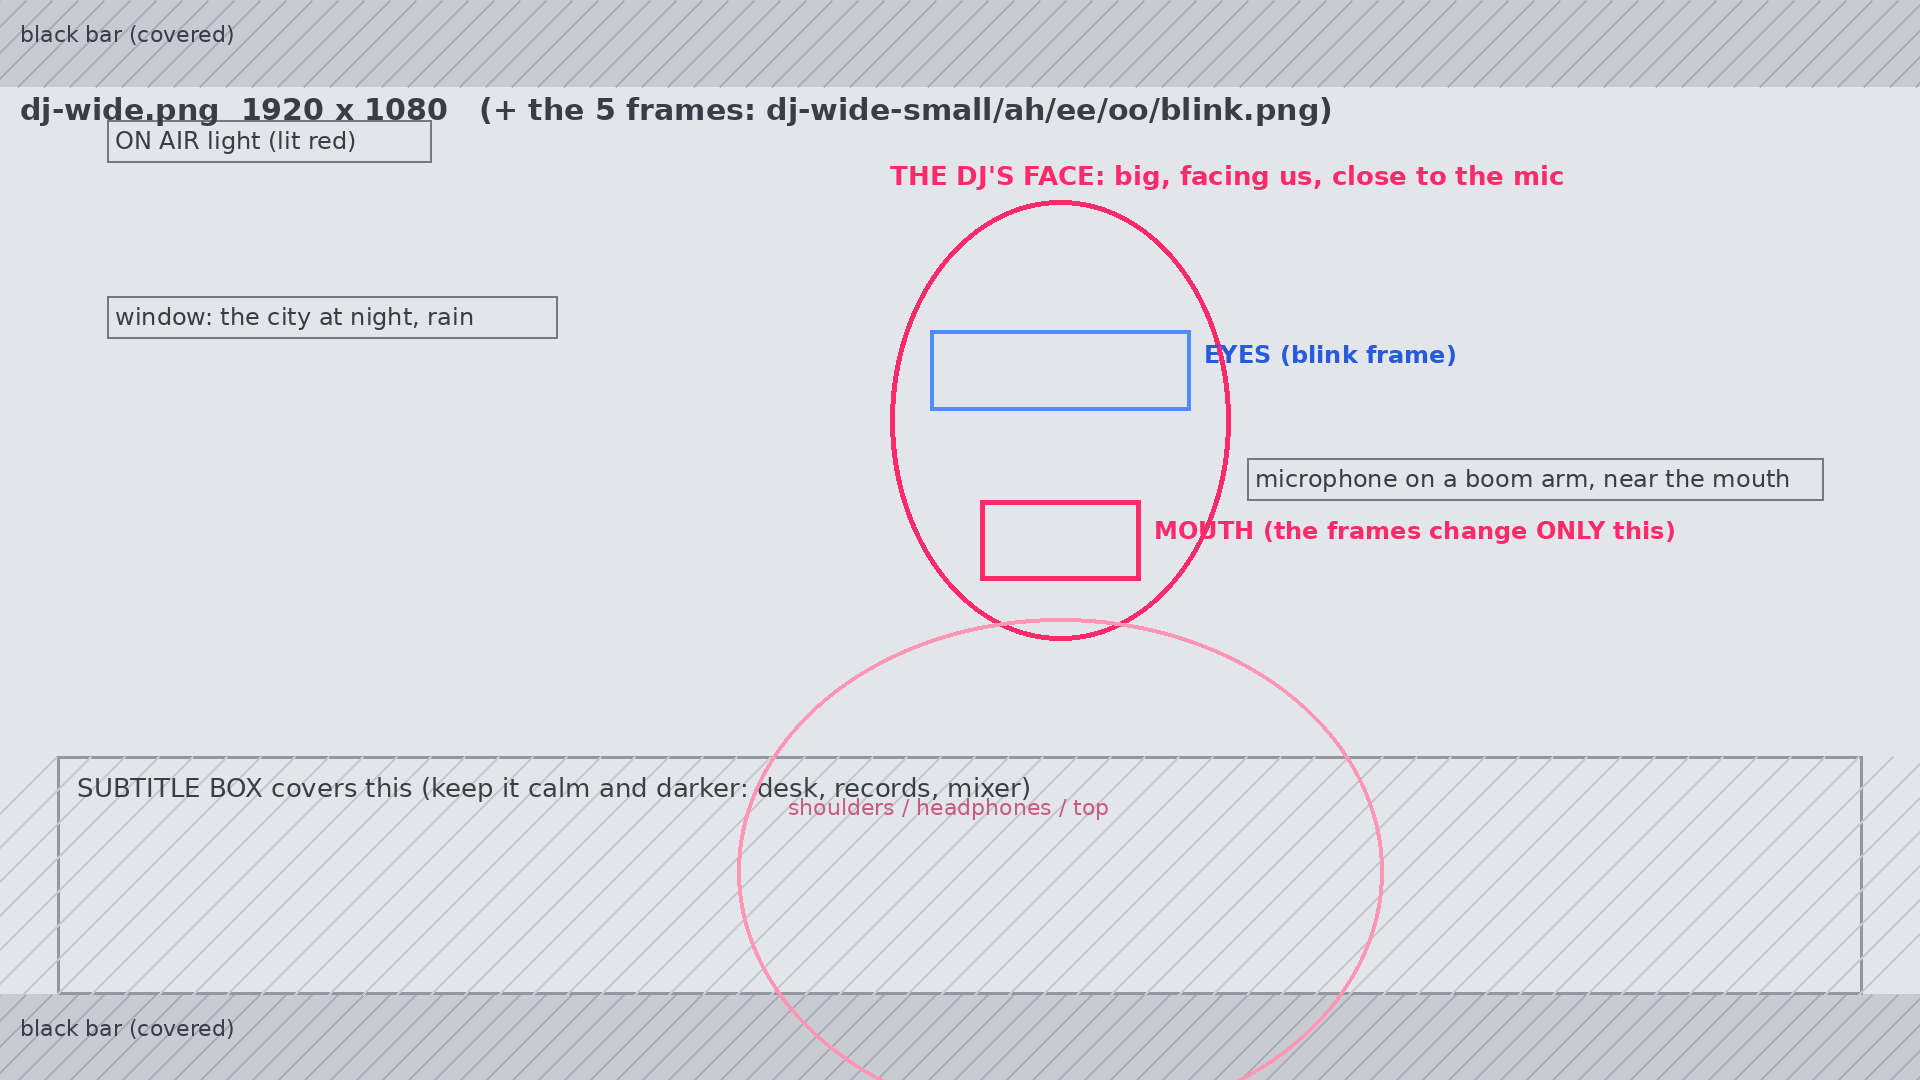 black bar (covered)
dj-wide.png  1920 x 1080   (+ the 5 frames: dj-wide-small/ah/ee/oo/blink.png)
ON AIR light (lit red)
THE DJ'S FACE: big, facing us, close to the mic
window: the city at night, rain
EYES (blink frame)
microphone on a boom arm, near the mouth
MOUTH (the frames change ONLY this)
SUBTITLE BOX covers this (keep it calm and darker: desk, records, mixer)
shoulders / headphones / top
black bar (covered)